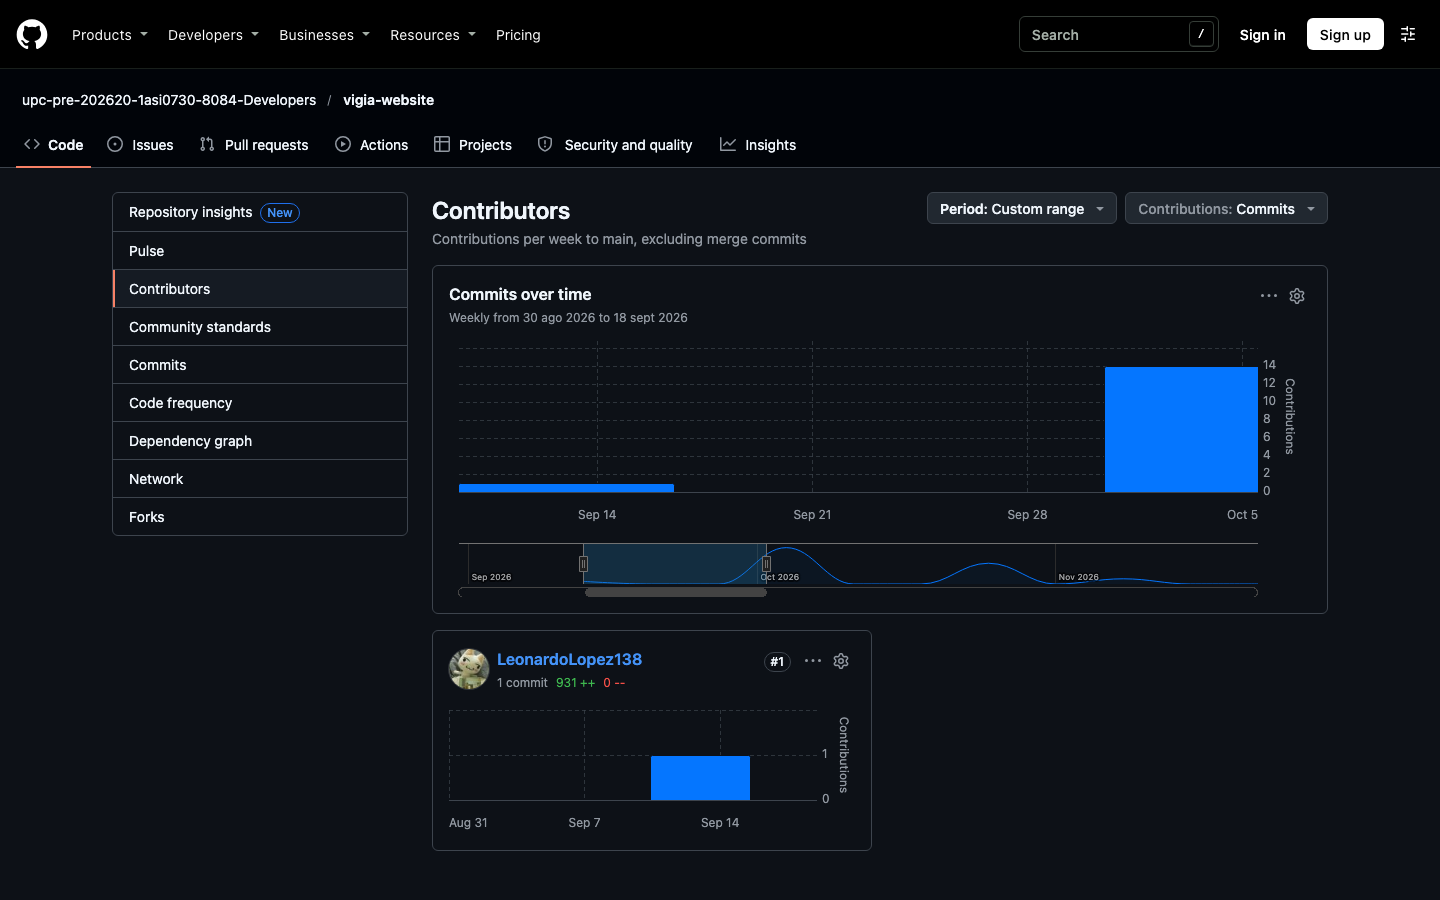 Products
Developers
Businesses
Resources
Pricing
Search
/
Sign in
Sign up
upc-pre-202620-1asi0730-8084-Developers / vigia-website
Code
Issues
Pull requests
Actions
Projects
Security and quality
Insights
Repository insights New
Pulse
Contributors
Community standards
Commits
Code frequency
Dependency graph
Network
Forks
Contributors
Contributions per week to main, excluding merge commits
Period: Custom range
Contributions: Commits
Commits over time
Weekly from 30 ago 2026 to 18 sept 2026
14
12
10
8
6
4
2
0
Contributions
Sep 14
Sep 21
Sep 28
Oct 5
Sep 2026
Oct 2026
Nov 2026
LeonardoLopez138
#1
1 commit 931 ++ 0 --
1
0
Contributions
Aug 31
Sep 7
Sep 14